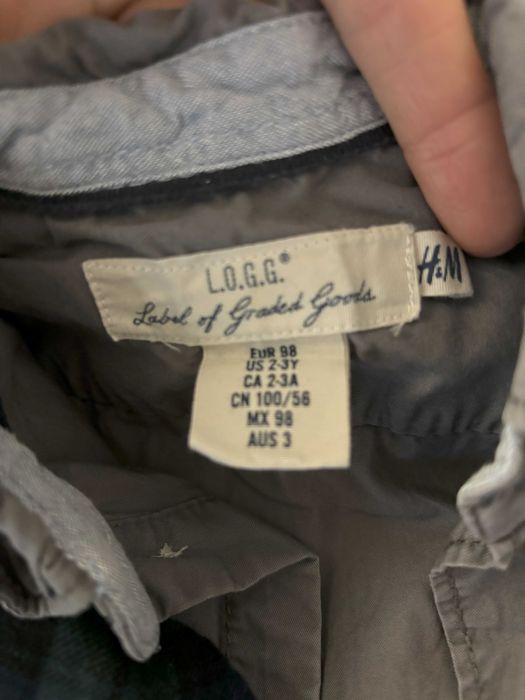 L.O.G.G.®
Label of Graded Goods
H&M
EUR 98
US 2-3Y
CA 2-3A
CN 100/56
MX 98
AUS 3